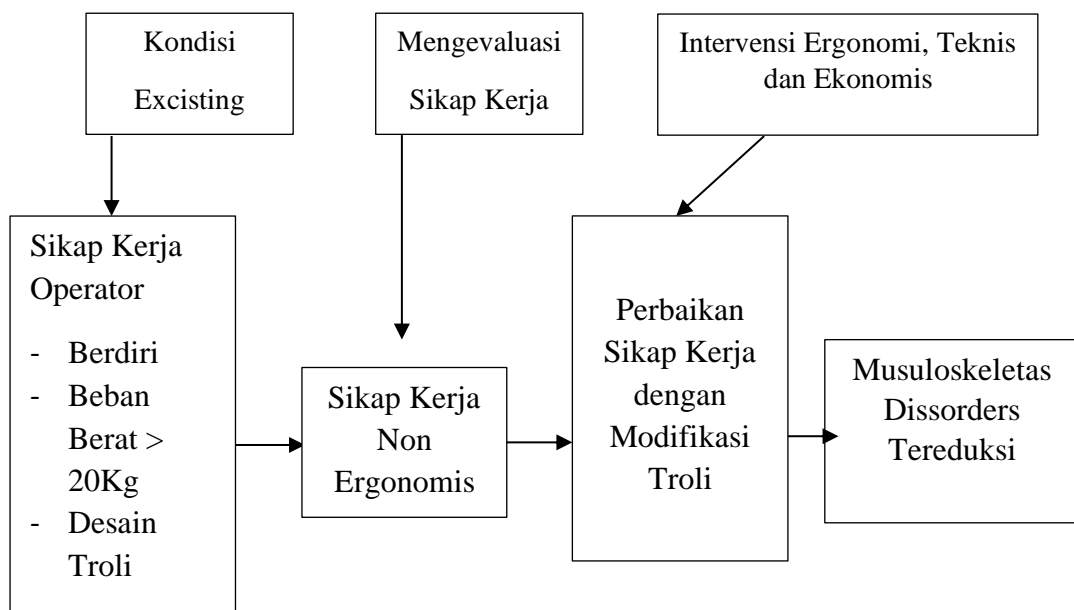 Kondisi
Excisting
Mengevaluasi
Sikap Kerja
Intervensi Ergonomi, Teknis
dan Ekonomis
Sikap Kerja
Operator
- Berdiri
- Beban
Berat >
20Kg
- Desain
Troli
Sikap Kerja
Non
Ergonomis
Perbaikan
Sikap Kerja
dengan
Modifikasi
Troli
Musuloskeletas
Dissorders
Tereduksi